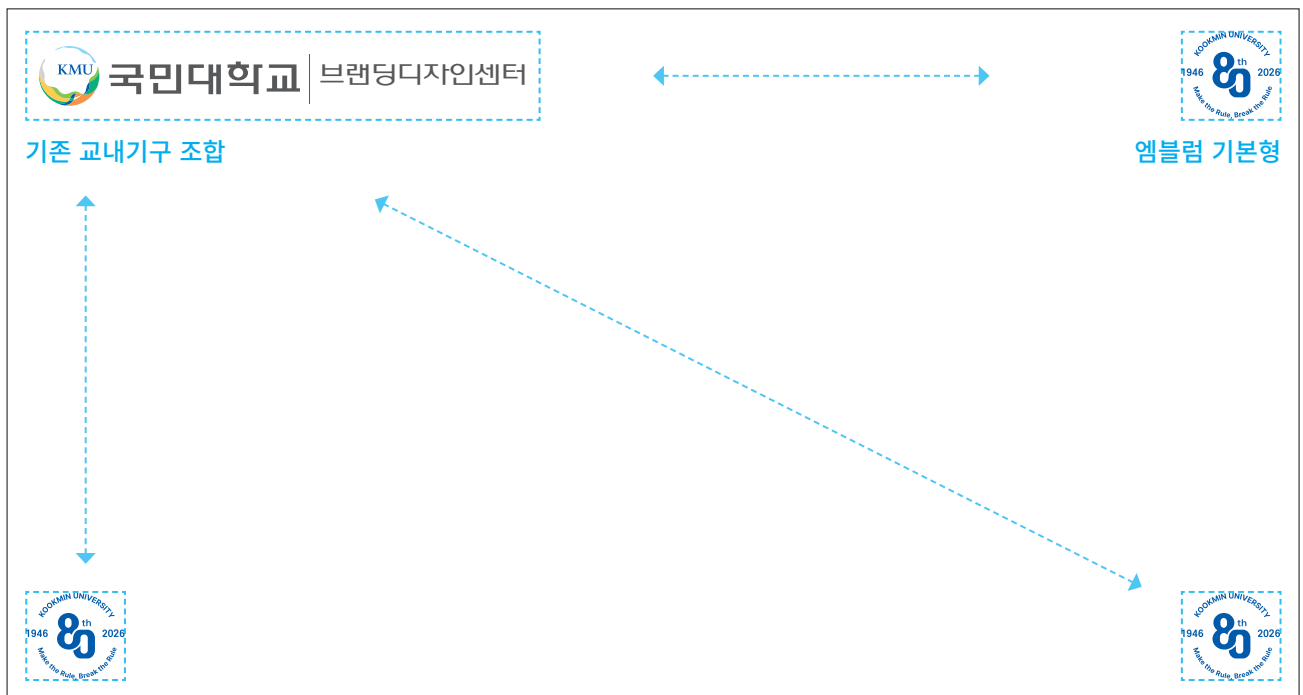 KMU 국민대학교 브랜딩디자인센터
KOOKMIN UNIVERSITY
1946 80th 2026
Make the Rule, Break the Rule
기존 교내기구 조합
엠블럼 기본형
KOOKMIN UNIVERSITY
1946 80th 2026
Make the Rule, Break the Rule
KOOKMIN UNIVERSITY
1946 80th 2026
Make the Rule, Break the Rule